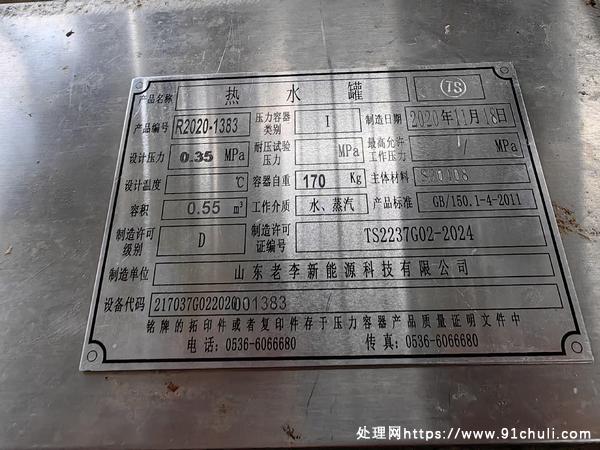 产品名称 热水罐 TS
产品编号 R2020-1383 压力容器类别 I 制造日期 2020年11月18日
设计压力 0.35 MPa 耐压试验压力 MPa 最高允许工作压力 / MPa
设计温度 ℃ 容器自重 170 Kg 主体材料 S30408
容积 0.55 m³ 工作介质 水、蒸汽 产品标准 GB/150.1-4-2011
制造许可级别 D 制造许可证编号 TS2237G02-2024
制造单位 山东老李新能源科技有限公司
设备代码 217037G022020001383
铭牌的拓印件或者复印件存于压力容器产品质量证明文件中
电话: 0536-6066680 传真: 0536-6066680
处理网https://www.91chuli.com/